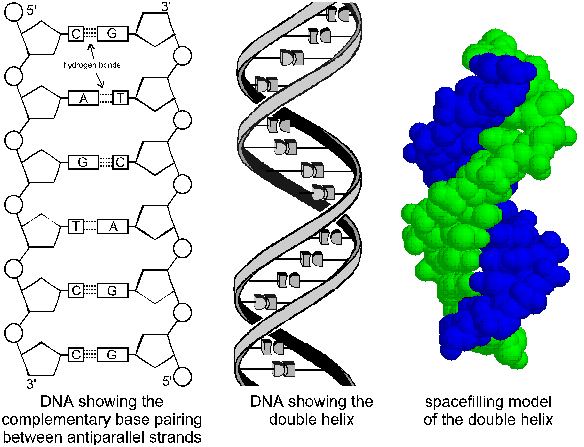 5' 3'
C G
hydrogen bonds
A T
G C
T A
C G
C G
3' 5'
DNA showing the
complementary base pairing
between antiparallel strands
DNA showing the
double helix
spacefilling model
of the double helix